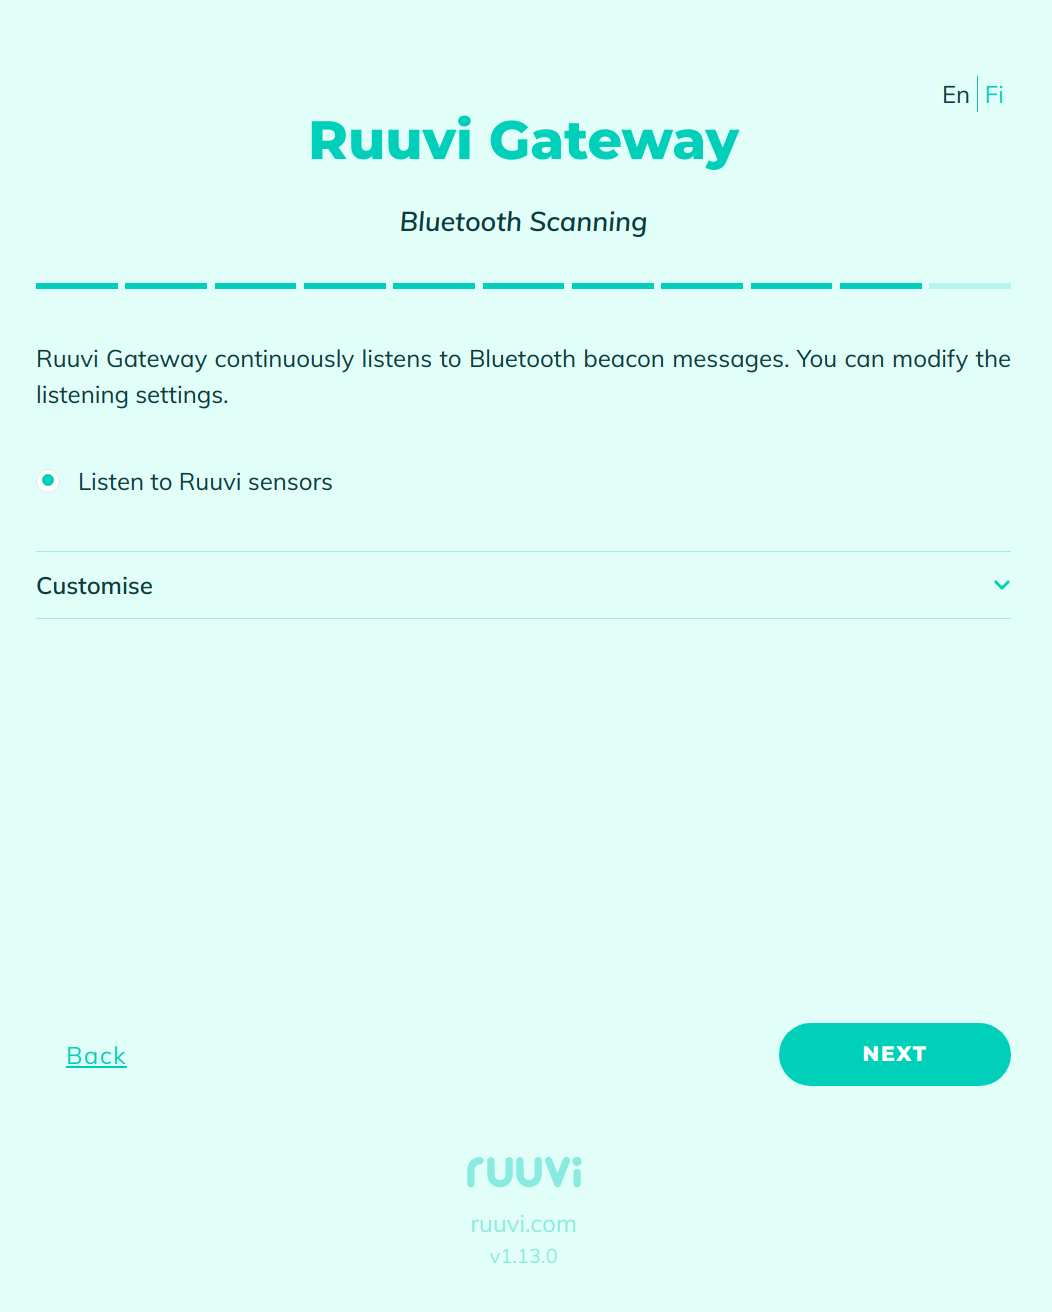 En Fi
Ruuvi Gateway
Bluetooth Scanning
Ruuvi Gateway continuously listens to Bluetooth beacon messages. You can modify the
listening settings.
Listen to Ruuvi sensors
Customise
Back
NEXT
ruuvi
ruuvi.com
v1.13.0